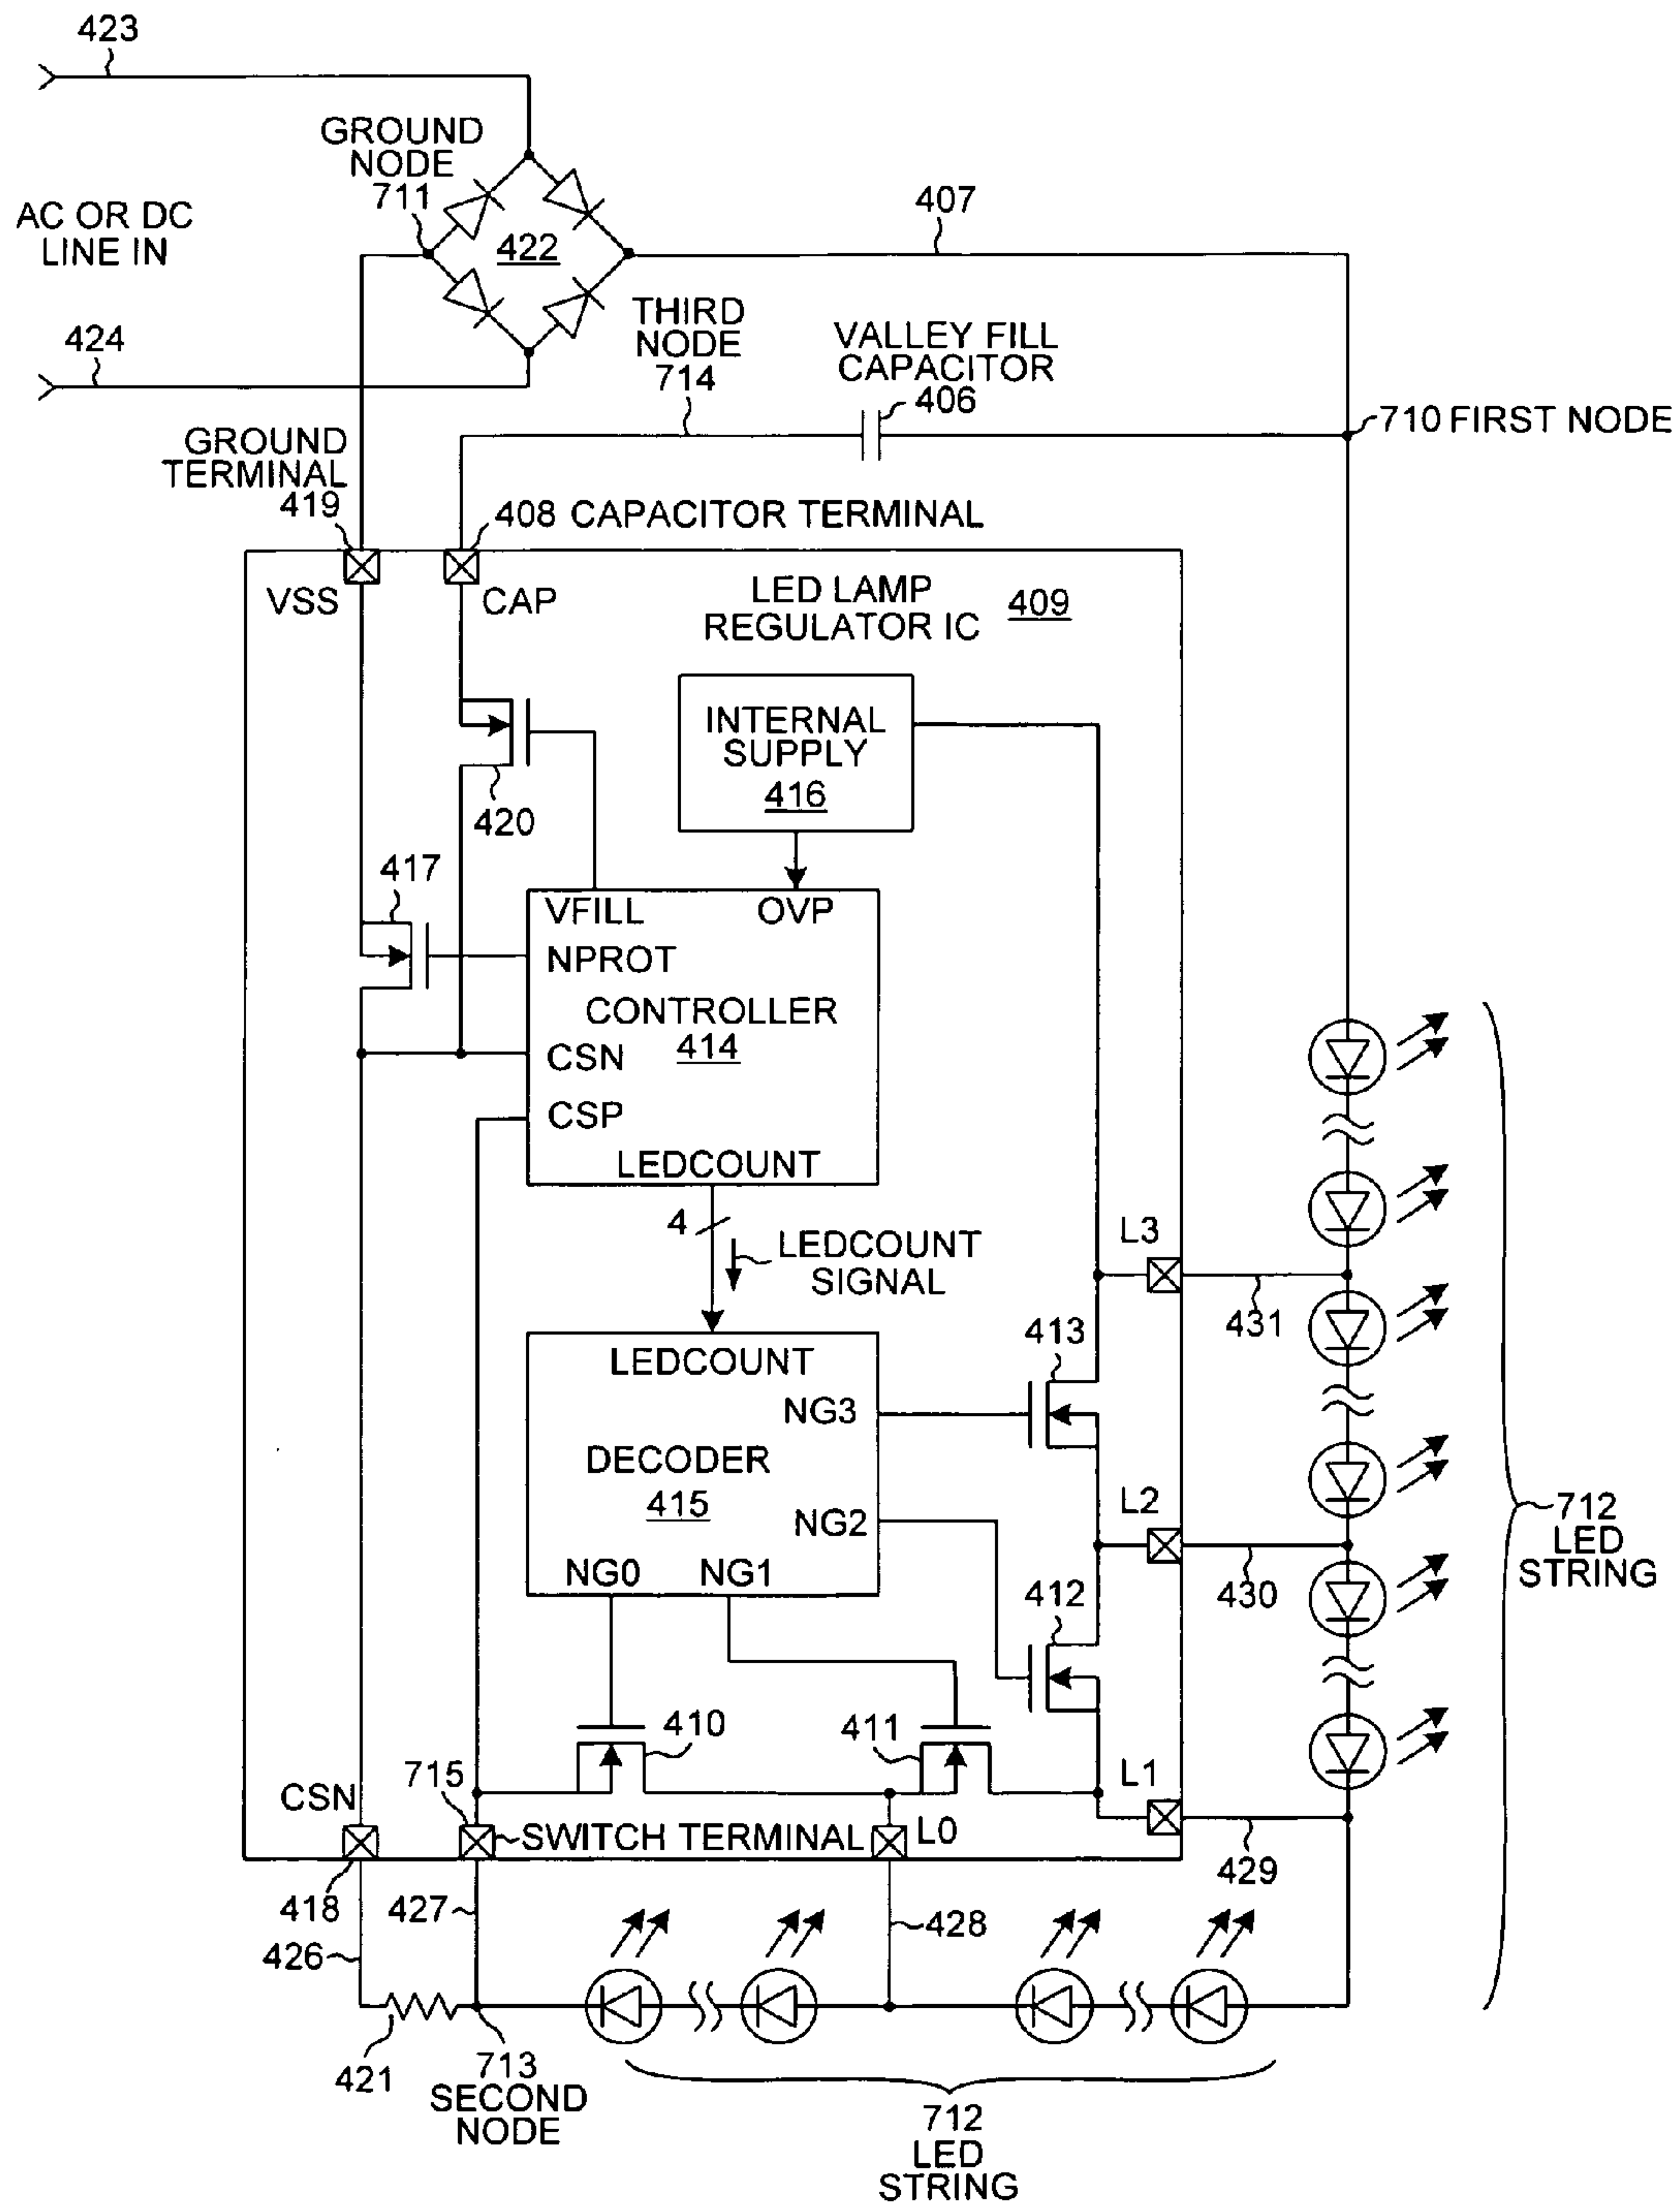 423
GROUND
NODE
711
AC OR DC
LINE IN
422
407
424
THIRD
NODE
714
VALLEY FILL
CAPACITOR
406
710 FIRST NODE
GROUND
TERMINAL
419
408 CAPACITOR TERMINAL
VSS
CAP
LED LAMP
REGULATOR IC
409
INTERNAL
SUPPLY
416
420
417
VFILL
OVP
NPROT
CONTROLLER
414
CSN
CSP
LEDCOUNT
4
LEDCOUNT
SIGNAL
L3
431
413
LEDCOUNT
NG3
DECODER
415
NG2
L2
430
712
LED
STRING
NG0
NG1
412
410
411
715
L1
CSN
SWITCH TERMINAL
L0
429
418
427
428
426
421
713
SECOND
NODE
712
LED
STRING